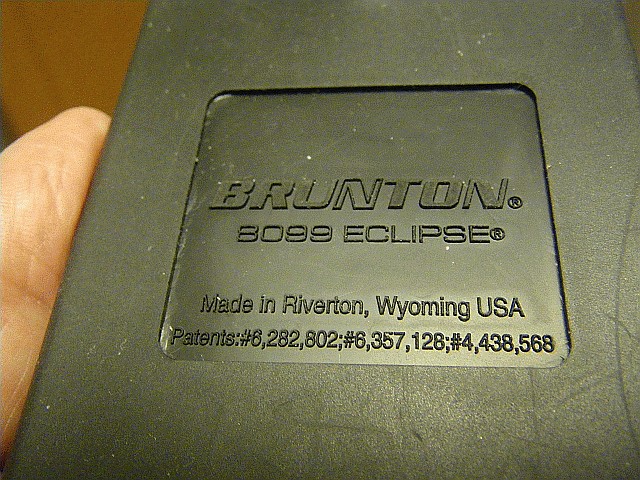 BRUNTON®
8099 ECLIPSE®
Made in Riverton, Wyoming USA
Patents:#6,282,802;#6,357,128;#4,438,568